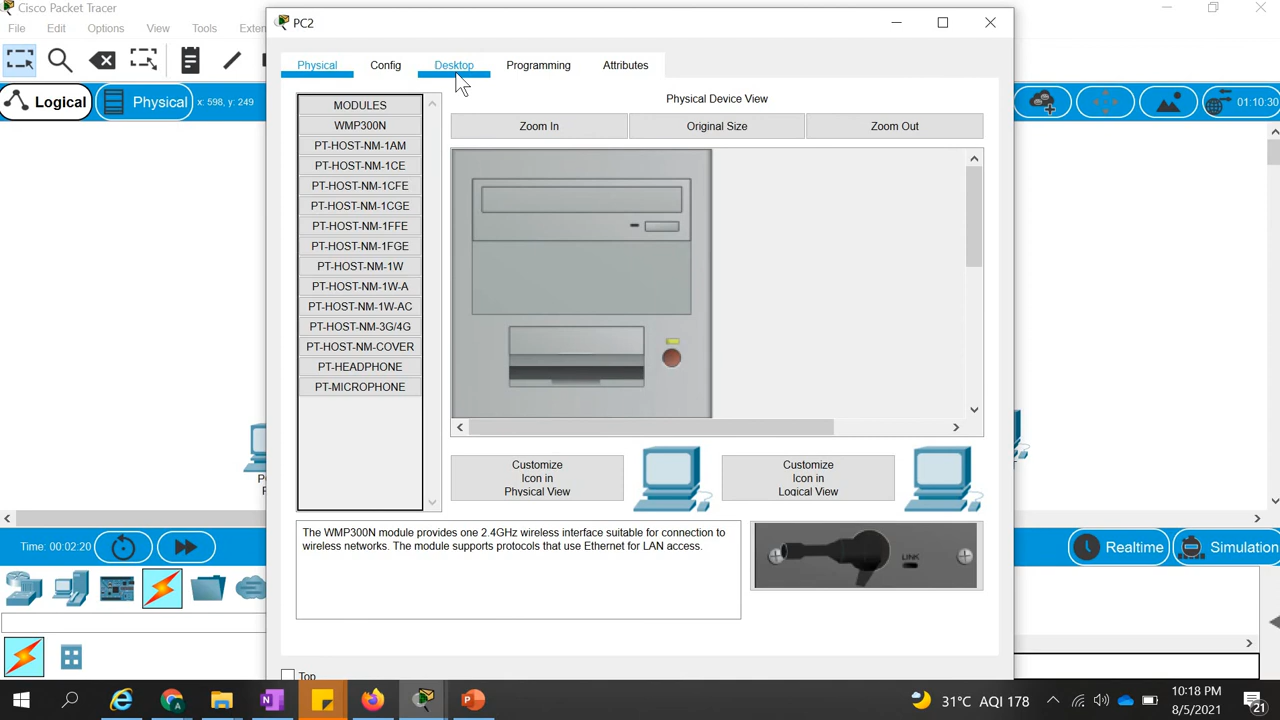 Cisco Packet Tracer
File Edit Options View Tools Exten
Logical
Physical
x: 598, y: 249
01:10:30
PC2
Physical Config Desktop Programming Attributes
MODULES
WMP300N
PT-HOST-NM-1AM
PT-HOST-NM-1CE
PT-HOST-NM-1CFE
PT-HOST-NM-1CGE
PT-HOST-NM-1FFE
PT-HOST-NM-1FGE
PT-HOST-NM-1W
PT-HOST-NM-1W-A
PT-HOST-NM-1W-AC
PT-HOST-NM-3G/4G
PT-HOST-NM-COVER
PT-HEADPHONE
PT-MICROPHONE
Physical Device View
Zoom In Original Size Zoom Out
Customize
Icon in
Physical View
Customize
Icon in
Logical View
The WMP300N module provides one 2.4GHz wireless interface suitable for connection to
wireless networks. The module supports protocols that use Ethernet for LAN access.
LINK
Top
Time: 00:02:20
Realtime
Simulation
31°C AQI 178
10:18 PM
8/5/2021
21